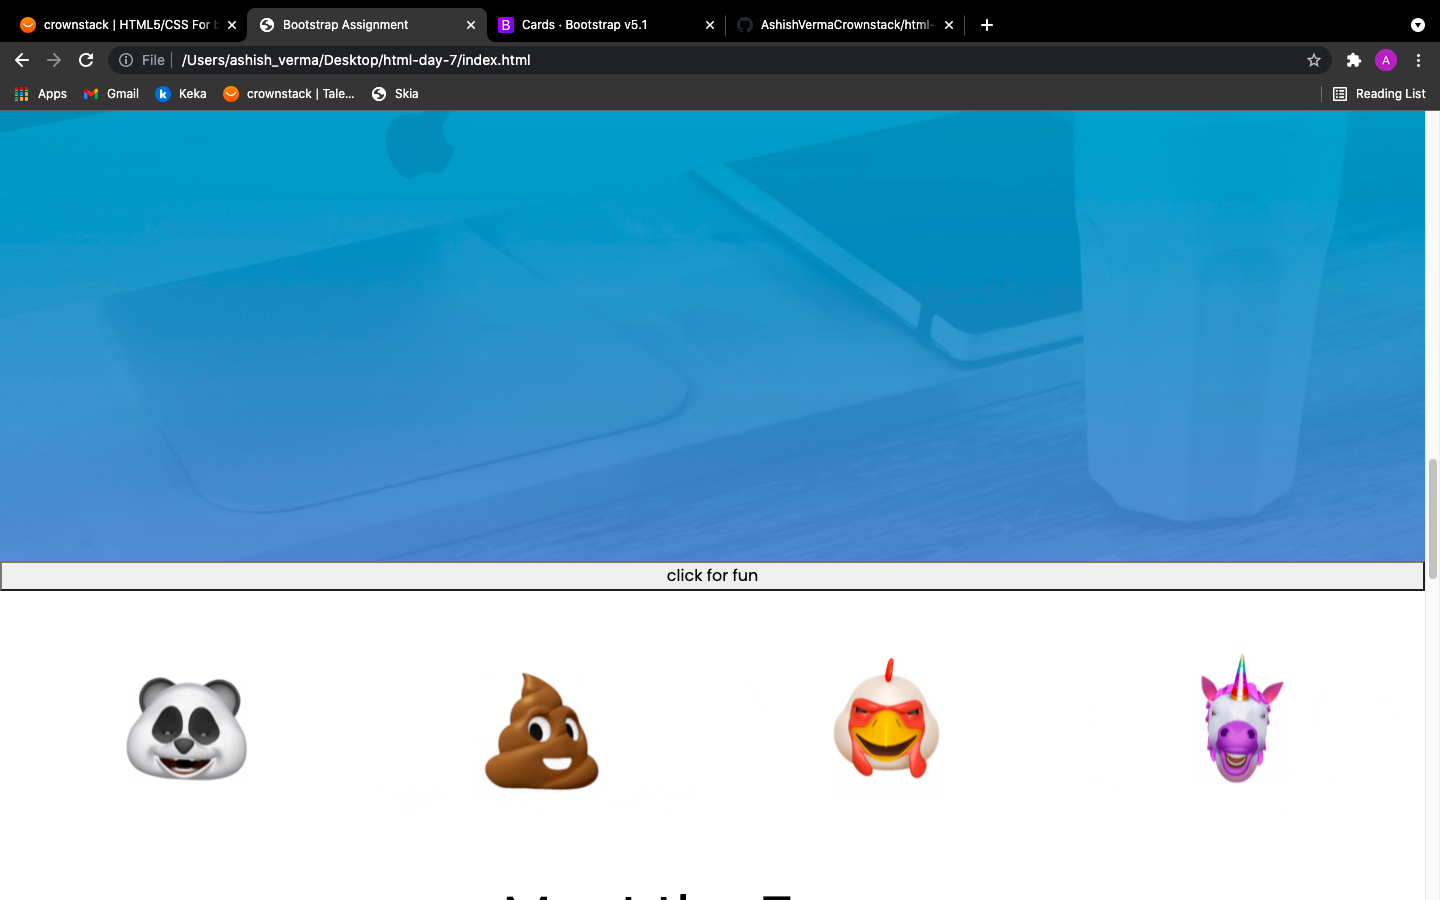 crownstack | HTML5/CSS For b
Bootstrap Assignment
B
Cards · Bootstrap v5.1
AshishVermaCrownstack/html-
File
/Users/ashish_verma/Desktop/html-day-7/index.html
A
Apps
Gmail
k
Keka
crownstack | Tale...
Skia
Reading List
click for fun